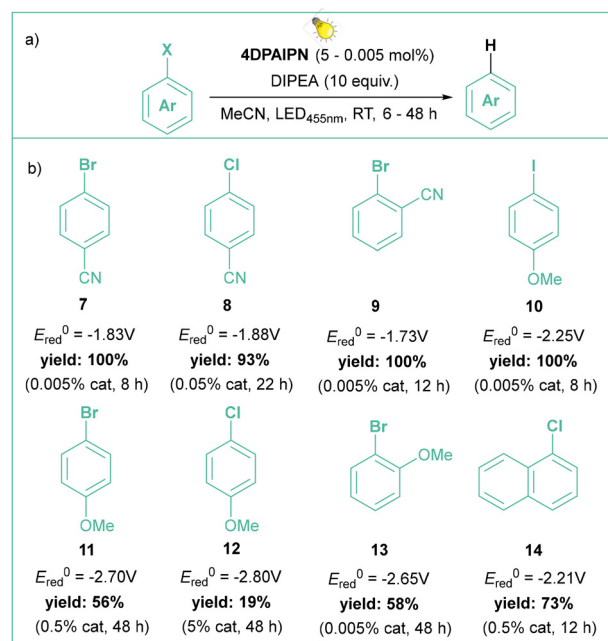 a)
X
Ar
4DPAIPN (5 - 0.005 mol%)
DIPEA (10 equiv.)
MeCN, LED455nm, RT, 6 - 48 h
H
Ar
b)
Br
CN
7
Ered0 = -1.83V
yield: 100%
(0.005% cat, 8 h)
Cl
CN
8
Ered0 = -1.88V
yield: 93%
(0.05% cat, 22 h)
Br
CN
9
Ered0 = -1.73V
yield: 100%
(0.005% cat, 12 h)
I
OMe
10
Ered0 = -2.25V
yield: 100%
(0.005% cat, 8 h)
Br
OMe
11
Ered0 = -2.70V
yield: 56%
(0.5% cat, 48 h)
Cl
OMe
12
Ered0 = -2.80V
yield: 19%
(5% cat, 48 h)
Br
OMe
13
Ered0 = -2.65V
yield: 58%
(0.005% cat, 48 h)
Cl
14
Ered0 = -2.21V
yield: 73%
(0.5% cat, 12 h)